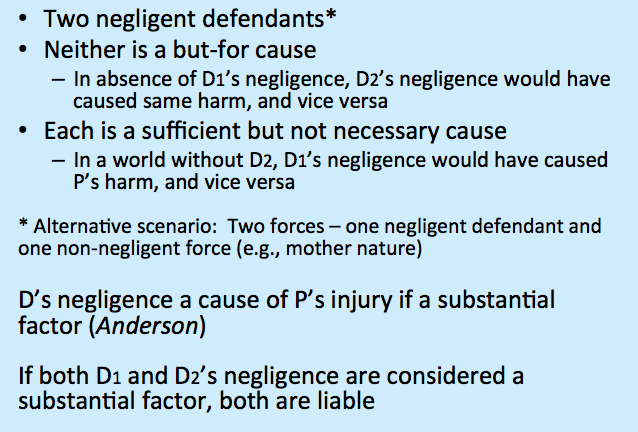 • Two negligent defendants*
• Neither is a but-for cause
– In absence of D1's negligence, D2's negligence would have
caused same harm, and vice versa
• Each is a sufficient but not necessary cause
– In a world without D2, D1's negligence would have caused
P's harm, and vice versa
* Alternative scenario: Two forces – one negligent defendant and
one non-negligent force (e.g., mother nature)
D's negligence a cause of P's injury if a substantial
factor (Anderson)
If both D1 and D2's negligence are considered a
substantial factor, both are liable